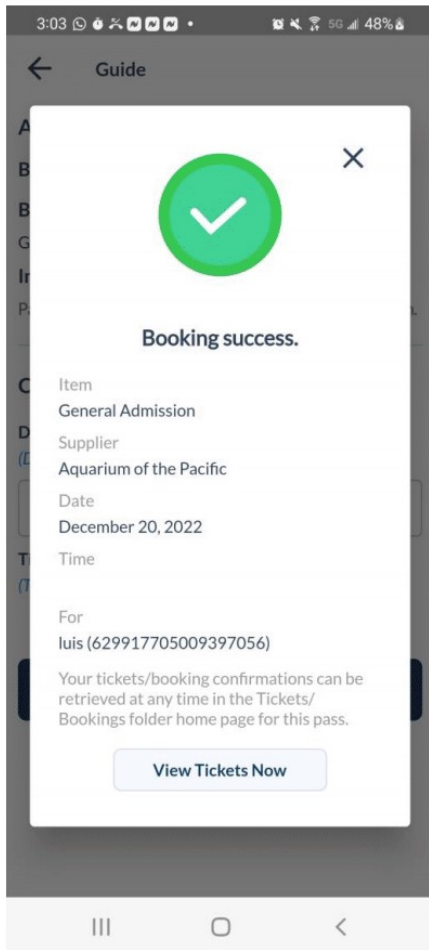 3:03
5G 48%
Guide
A
B
B
G
In
Booking success.
Item
General Admission
Supplier
Aquarium of the Pacific
Date
December 20, 2022
Time
For
luis (629917705009397056)
Your tickets/booking confirmations can be
retrieved at any time in the Tickets/
Bookings folder home page for this pass.
View Tickets Now